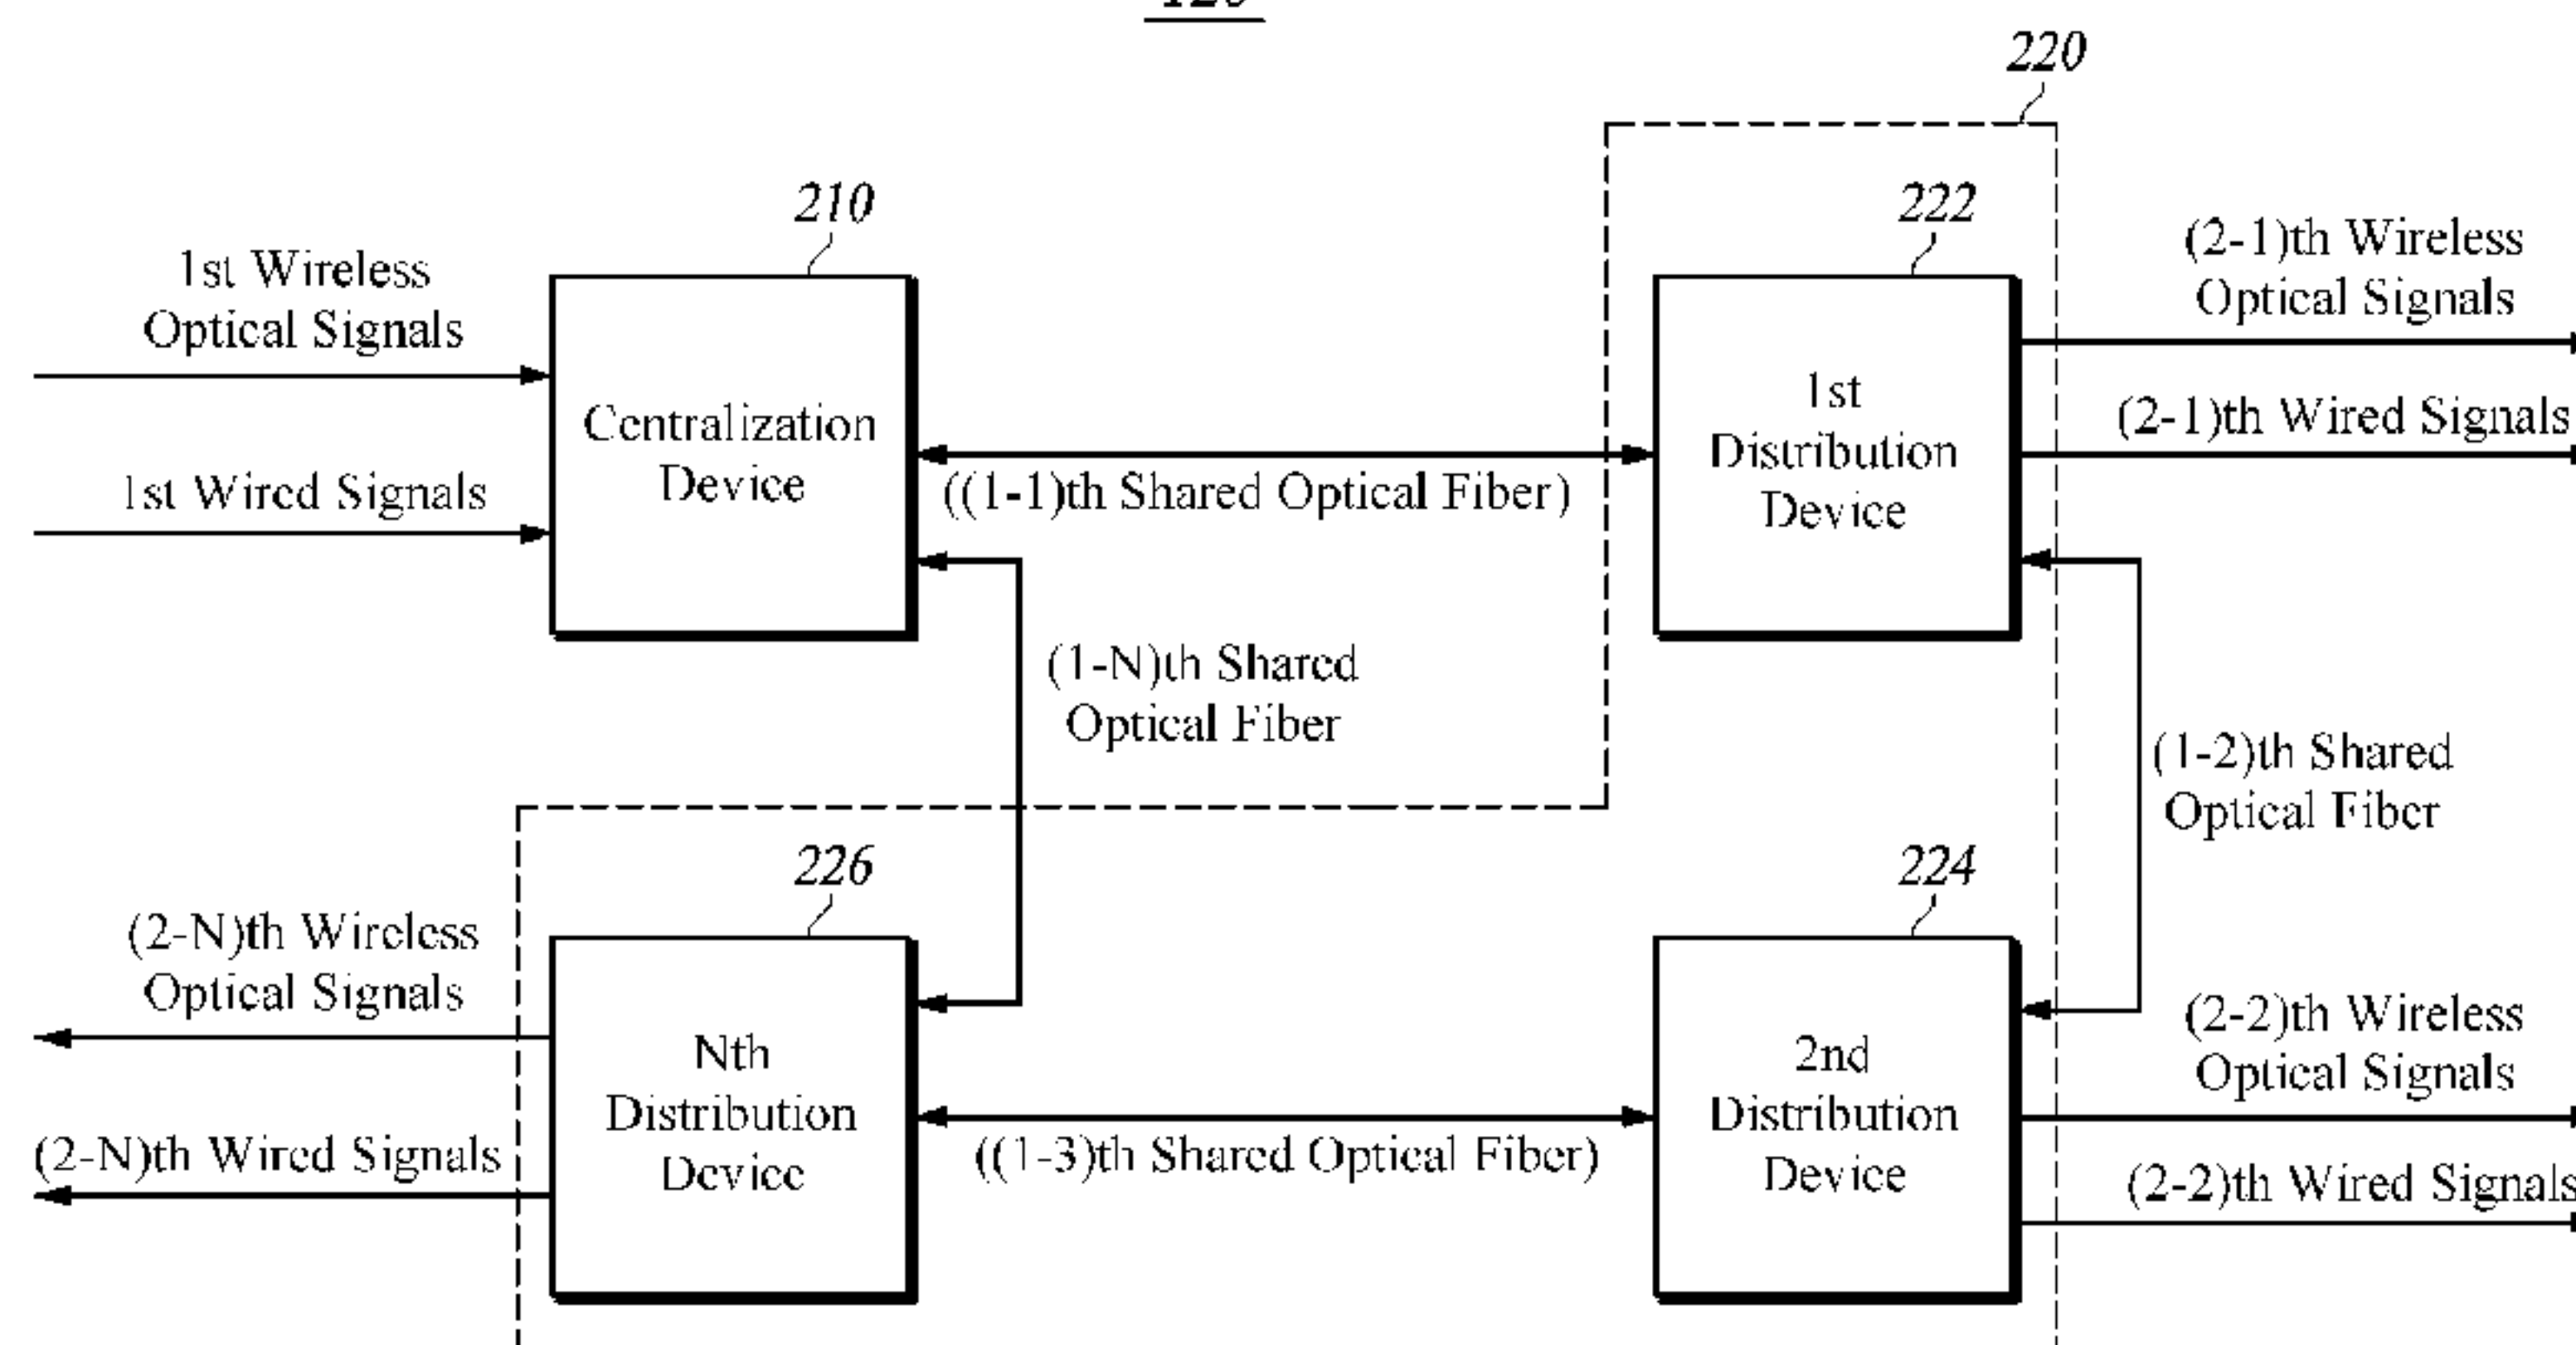 220
210
222
1st Wireless
Optical Signals
(2-1)th Wireless
Optical Signals
Centralization
Device
1st
Distribution
Device
(2-1)th Wired Signals
1st Wired Signals
((1-1)th Shared Optical Fiber)
(1-N)th Shared
Optical Fiber
(1-2)th Shared
Optical Fiber
226
224
(2-N)th Wireless
Optical Signals
(2-2)th Wireless
Optical Signals
Nth
Distribution
Device
2nd
Distribution
Device
(2-N)th Wired Signals
((1-3)th Shared Optical Fiber)
(2-2)th Wired Signals